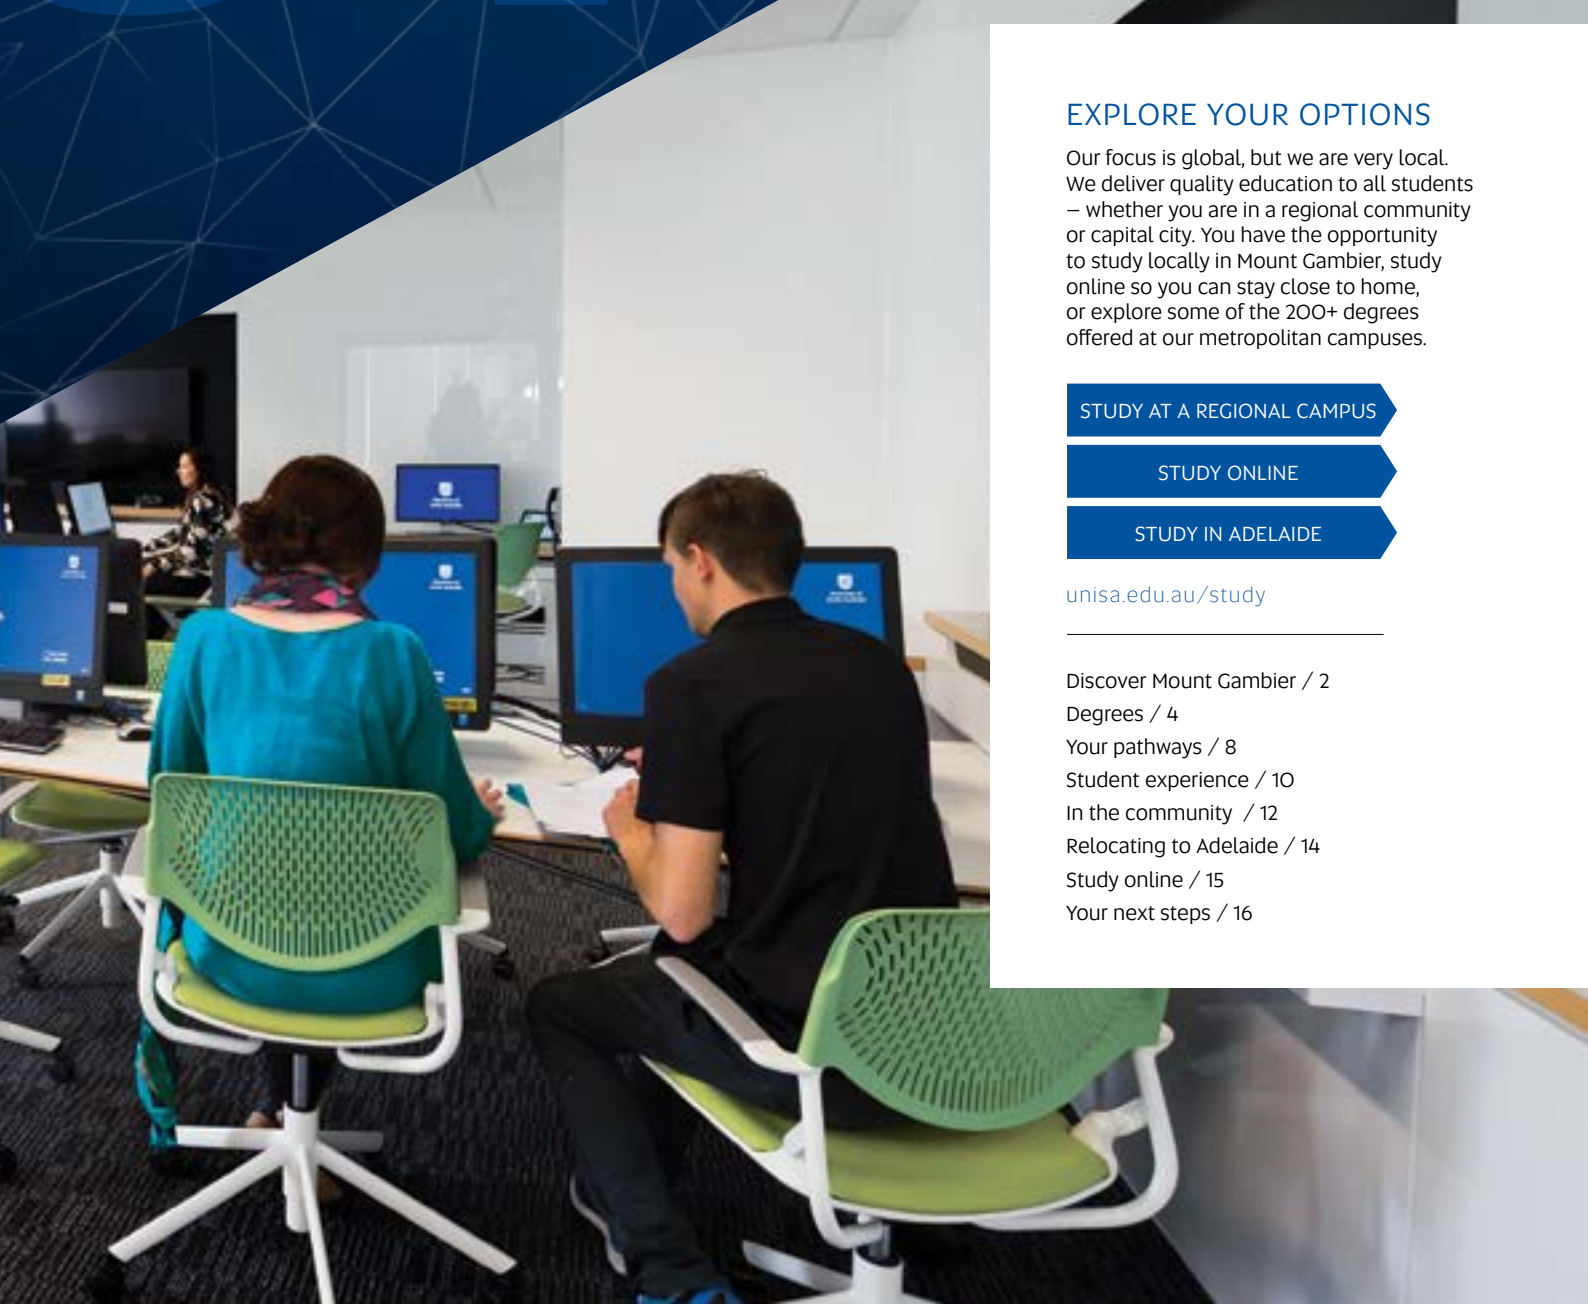 EXPLORE YOUR OPTIONS
Our focus is global, but we are very local.
We deliver quality education to all students
– whether you are in a regional community
or capital city. You have the opportunity
to study locally in Mount Gambier, study
online so you can stay close to home,
or explore some of the 200+ degrees
offered at our metropolitan campuses.
STUDY AT A REGIONAL CAMPUS
STUDY ONLINE
STUDY IN ADELAIDE
unisa.edu.au/study
Discover Mount Gambier / 2
Degrees / 4
Your pathways / 8
Student experience / 10
In the community / 12
Relocating to Adelaide / 14
Study online / 15
Your next steps / 16